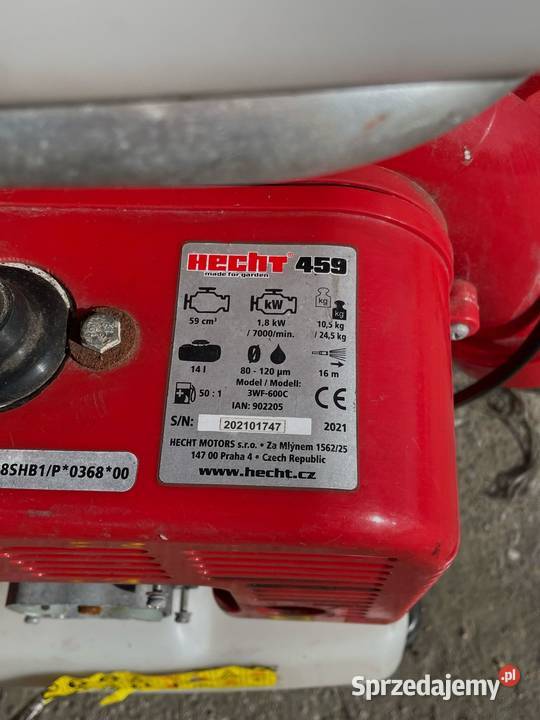 HECHT® 459
made for garden
kW
kg
kg
59 cm³
1,8 kW
/ 7000/min.
10,5 kg
/ 24,5 kg
14 l
80 - 120 μm
16 m
50 : 1
Model / Modell:
3WF-600C
IAN: 902205
CE
S/N: 202101747 2021
HECHT MOTORS s.r.o. • Za Mlýnem 1562/25
147 00 Praha 4 • Czech Republic
www.hecht.cz
8SHB1/P*0368*00
Sprzedajemy.pl